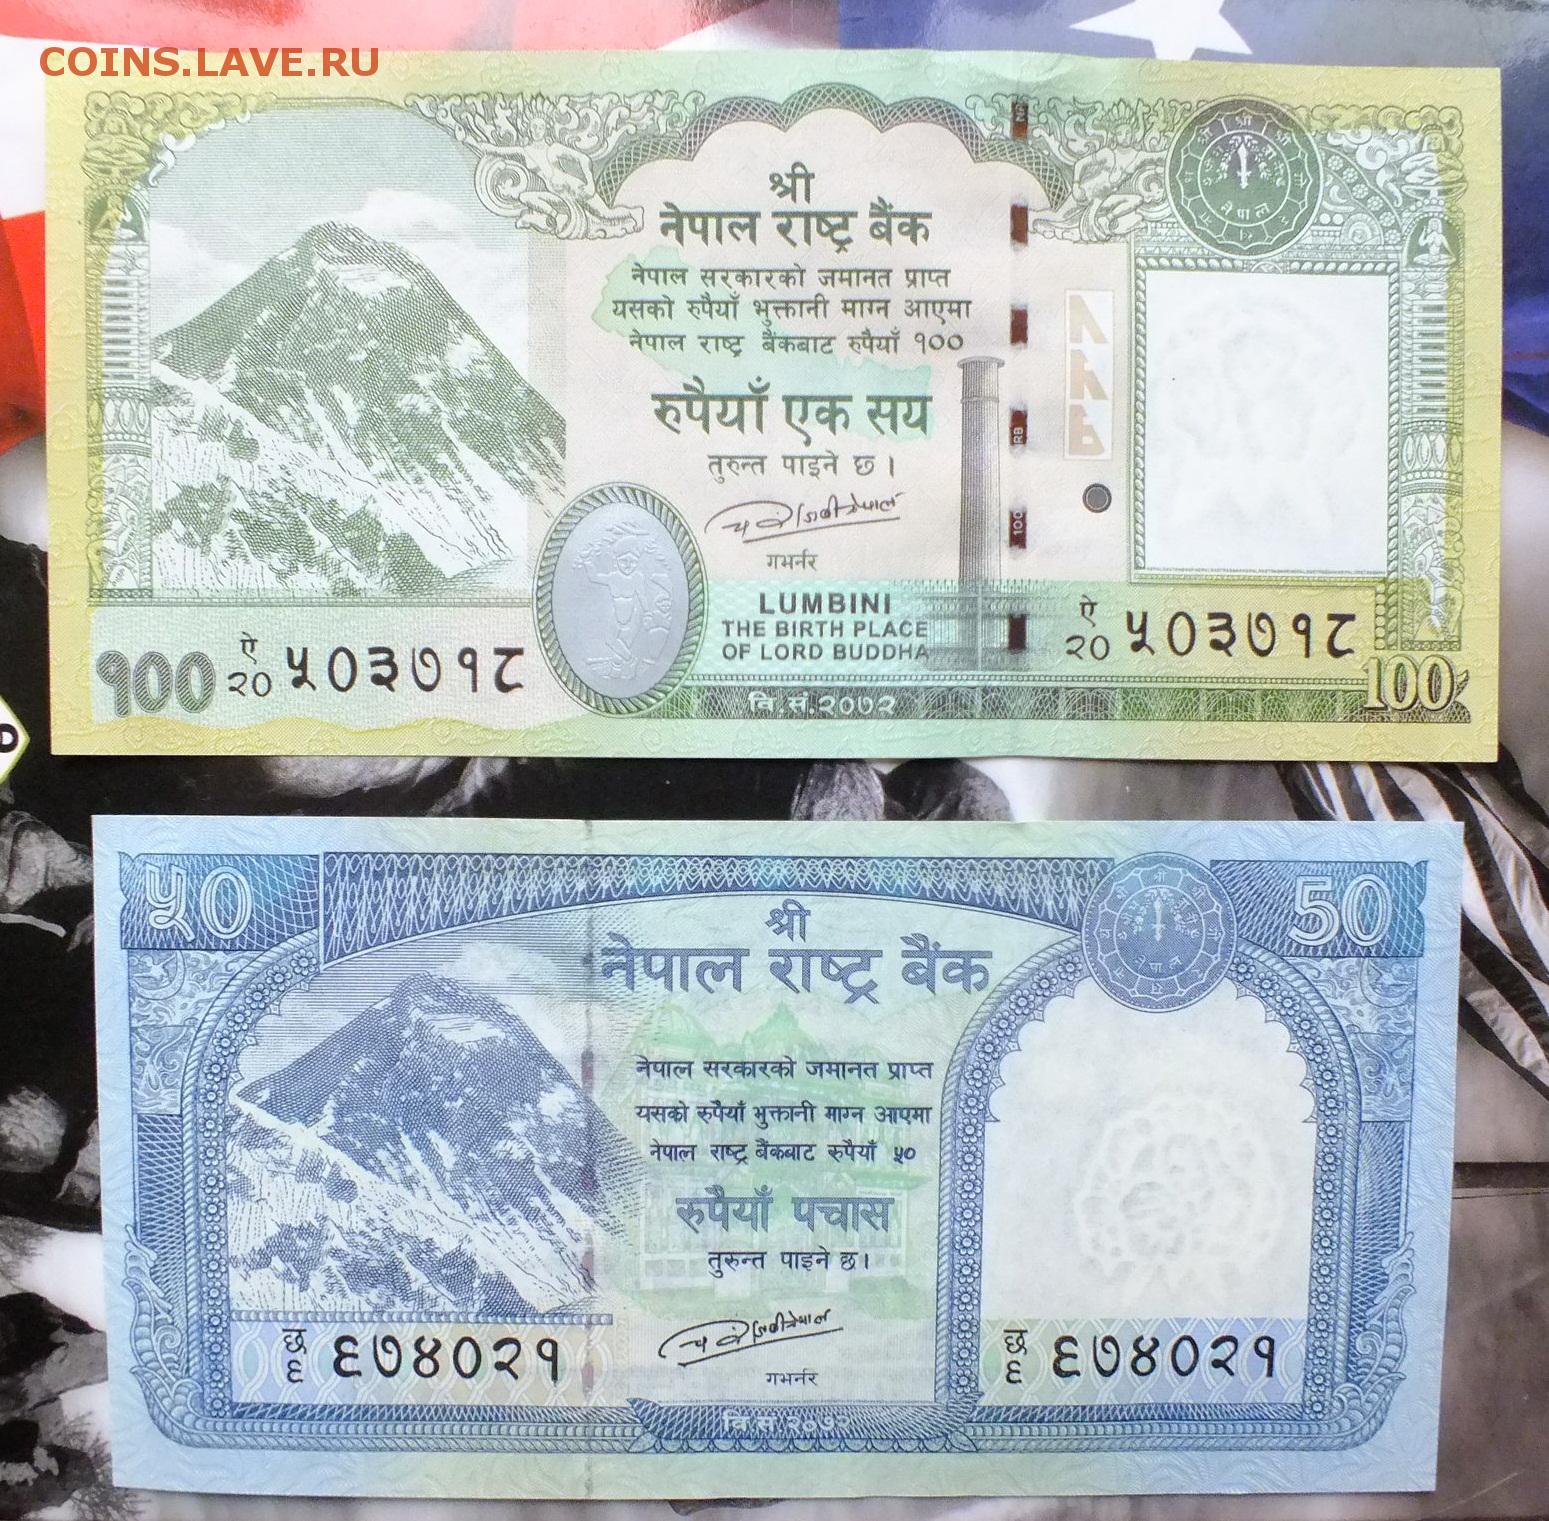 COINS.LAVE.RU
श्री
नेपाल राष्ट्र बैंक
नेपाल सरकारको जमानत प्राप्त
यसको रुपैयाँ भुक्तानी माग्न आएमा
नेपाल राष्ट्र बैंकबाट रुपैयाँ १००
रुपैयाँ एक सय
तुरुन्त पाइने छ।
गभर्नर
LUMBINI
THE BIRTH PLACE
OF LORD BUDDHA
१०० ऐ २० ५०३७१८
ऐ २० ५०३७१८
100
वि.सं.२०७२
नेपाल
५० 50
श्री
नेपाल राष्ट्र बैंक
नेपाल सरकारको जमानत प्राप्त
यसको रुपैयाँ भुक्तानी माग्न आएमा
नेपाल राष्ट्र बैंकबाट रुपैयाँ ५०
रुपैयाँ पचास
तुरुन्त पाइने छ।
गभर्नर
छ ६ ६७४०२१
छ ६ ६७४०२१
वि.सं.२०७२
नेपाल